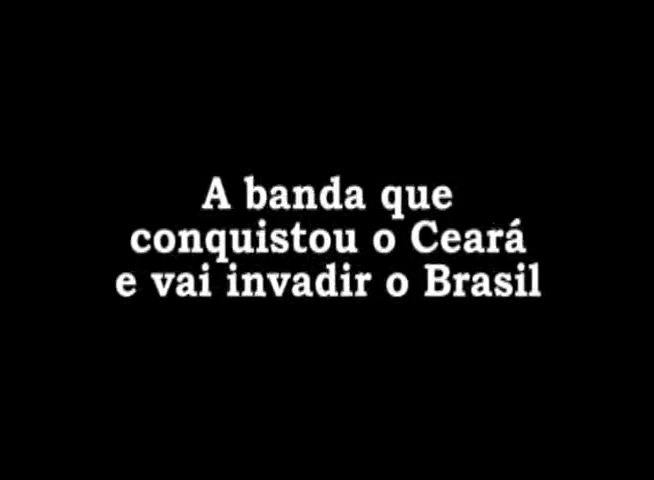 A banda que
conquistou o Ceará
e vai invadir o Brasil